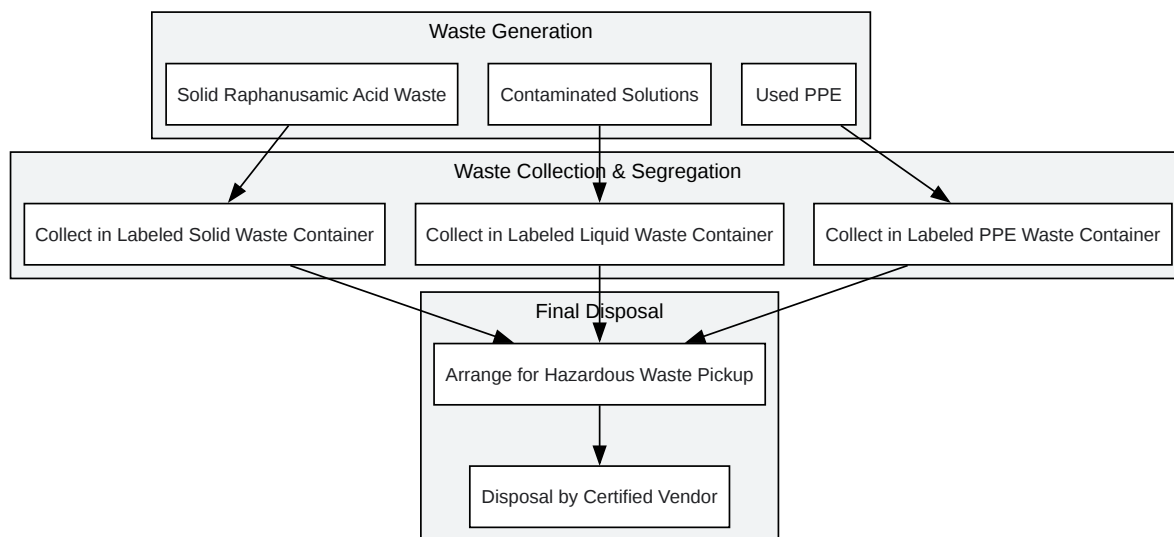 Waste Generation
Solid Raphanusamic Acid Waste
Contaminated Solutions
Used PPE
Waste Collection & Segregation
Collect in Labeled Solid Waste Container
Collect in Labeled Liquid Waste Container
Collect in Labeled PPE Waste Container
Final Disposal
Arrange for Hazardous Waste Pickup
Disposal by Certified Vendor